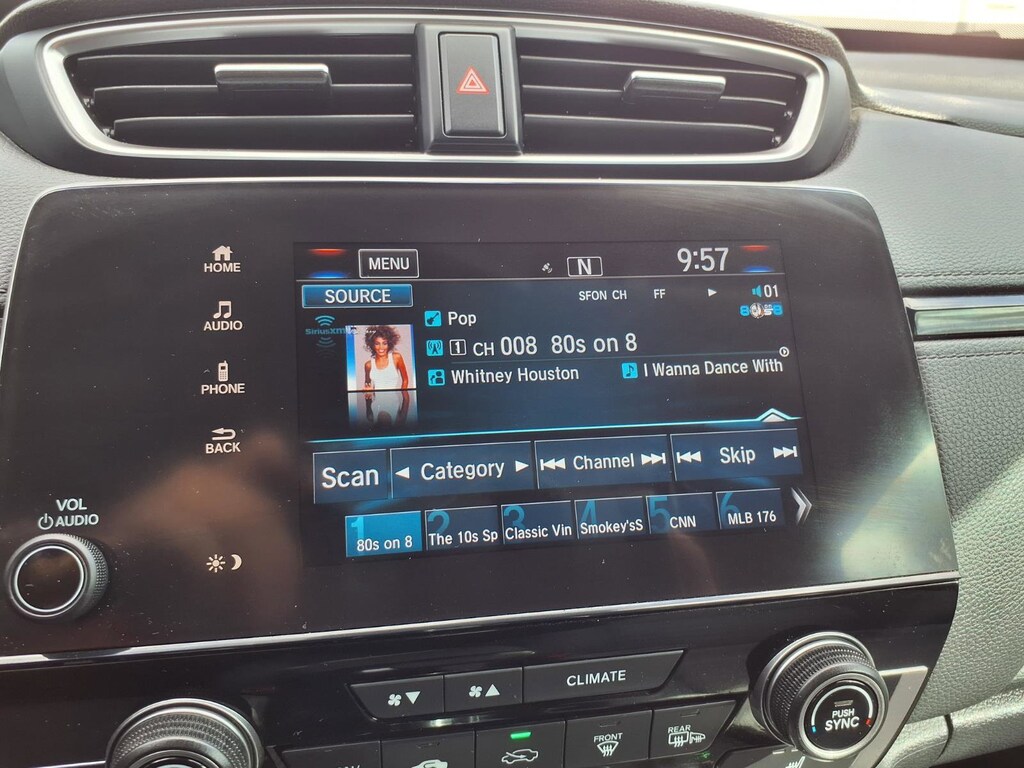 HOME
AUDIO
PHONE
BACK
VOL
AUDIO
MENU
N
9:57
SOURCE
SFON CH FF
01
SiriusXM
Pop
1 CH 008 80s on 8
Whitney Houston
I Wanna Dance With
Scan
Category
Channel
Skip
1 80s on 8
2 The 10s Sp
3 Classic Vin
4 Smokey'sS
5 CNN
6 MLB 176
CLIMATE
PUSH
SYNC
FRONT
REAR